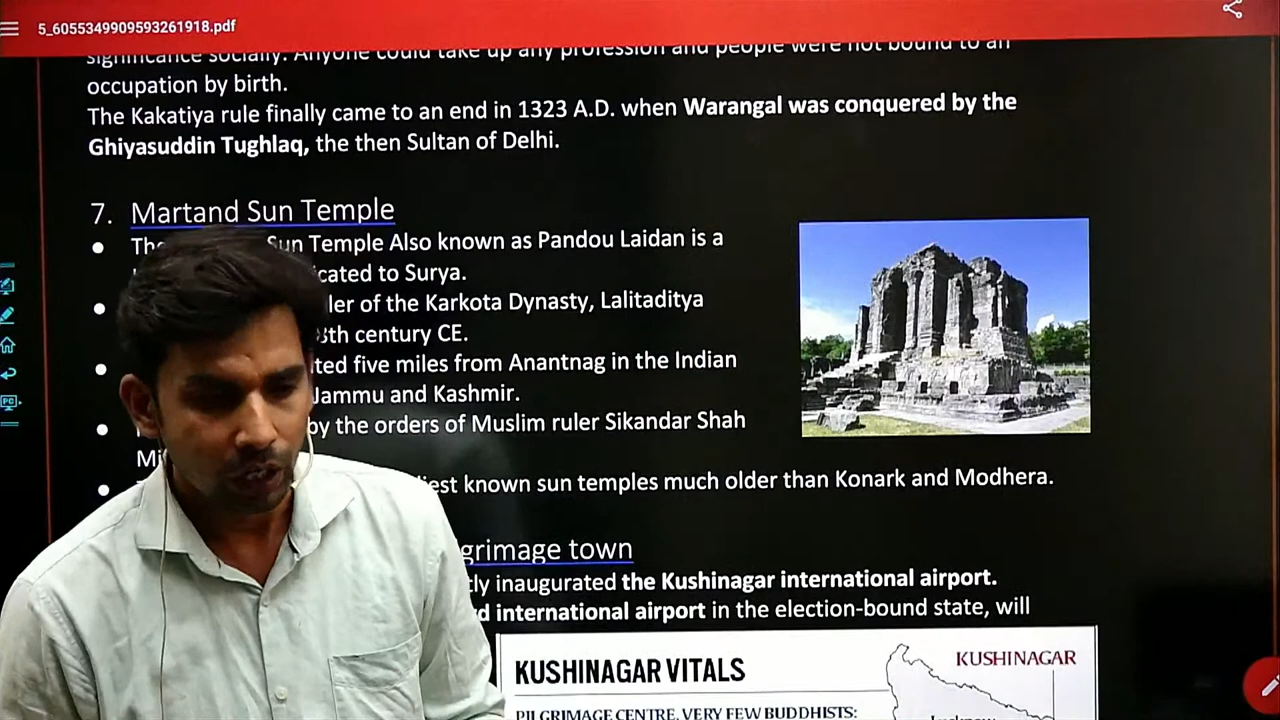 5_6055349909593261918.pdf
significance socially. Anyone could take up any profession and people were not bound to an
occupation by birth.
The Kakatiya rule finally came to an end in 1323 A.D. when Warangal was conquered by the
Ghiyasuddin Tughlaq, the then Sultan of Delhi.
7. Martand Sun Temple
The Sun Temple Also known as Pandou Laidan is a
icated to Surya.
ler of the Karkota Dynasty, Lalitaditya
8th century CE.
ted five miles from Anantnag in the Indian
Jammu and Kashmir.
by the orders of Muslim ruler Sikandar Shah
Mi
iest known sun temples much older than Konark and Modhera.
grimage town
tly inaugurated the Kushinagar international airport.
rd international airport in the election-bound state, will
KUSHINAGAR VITALS
KUSHINAGAR
PILGRIMAGE CENTRE, VERY FEW BUDDHISTS:
Lucknow
PC